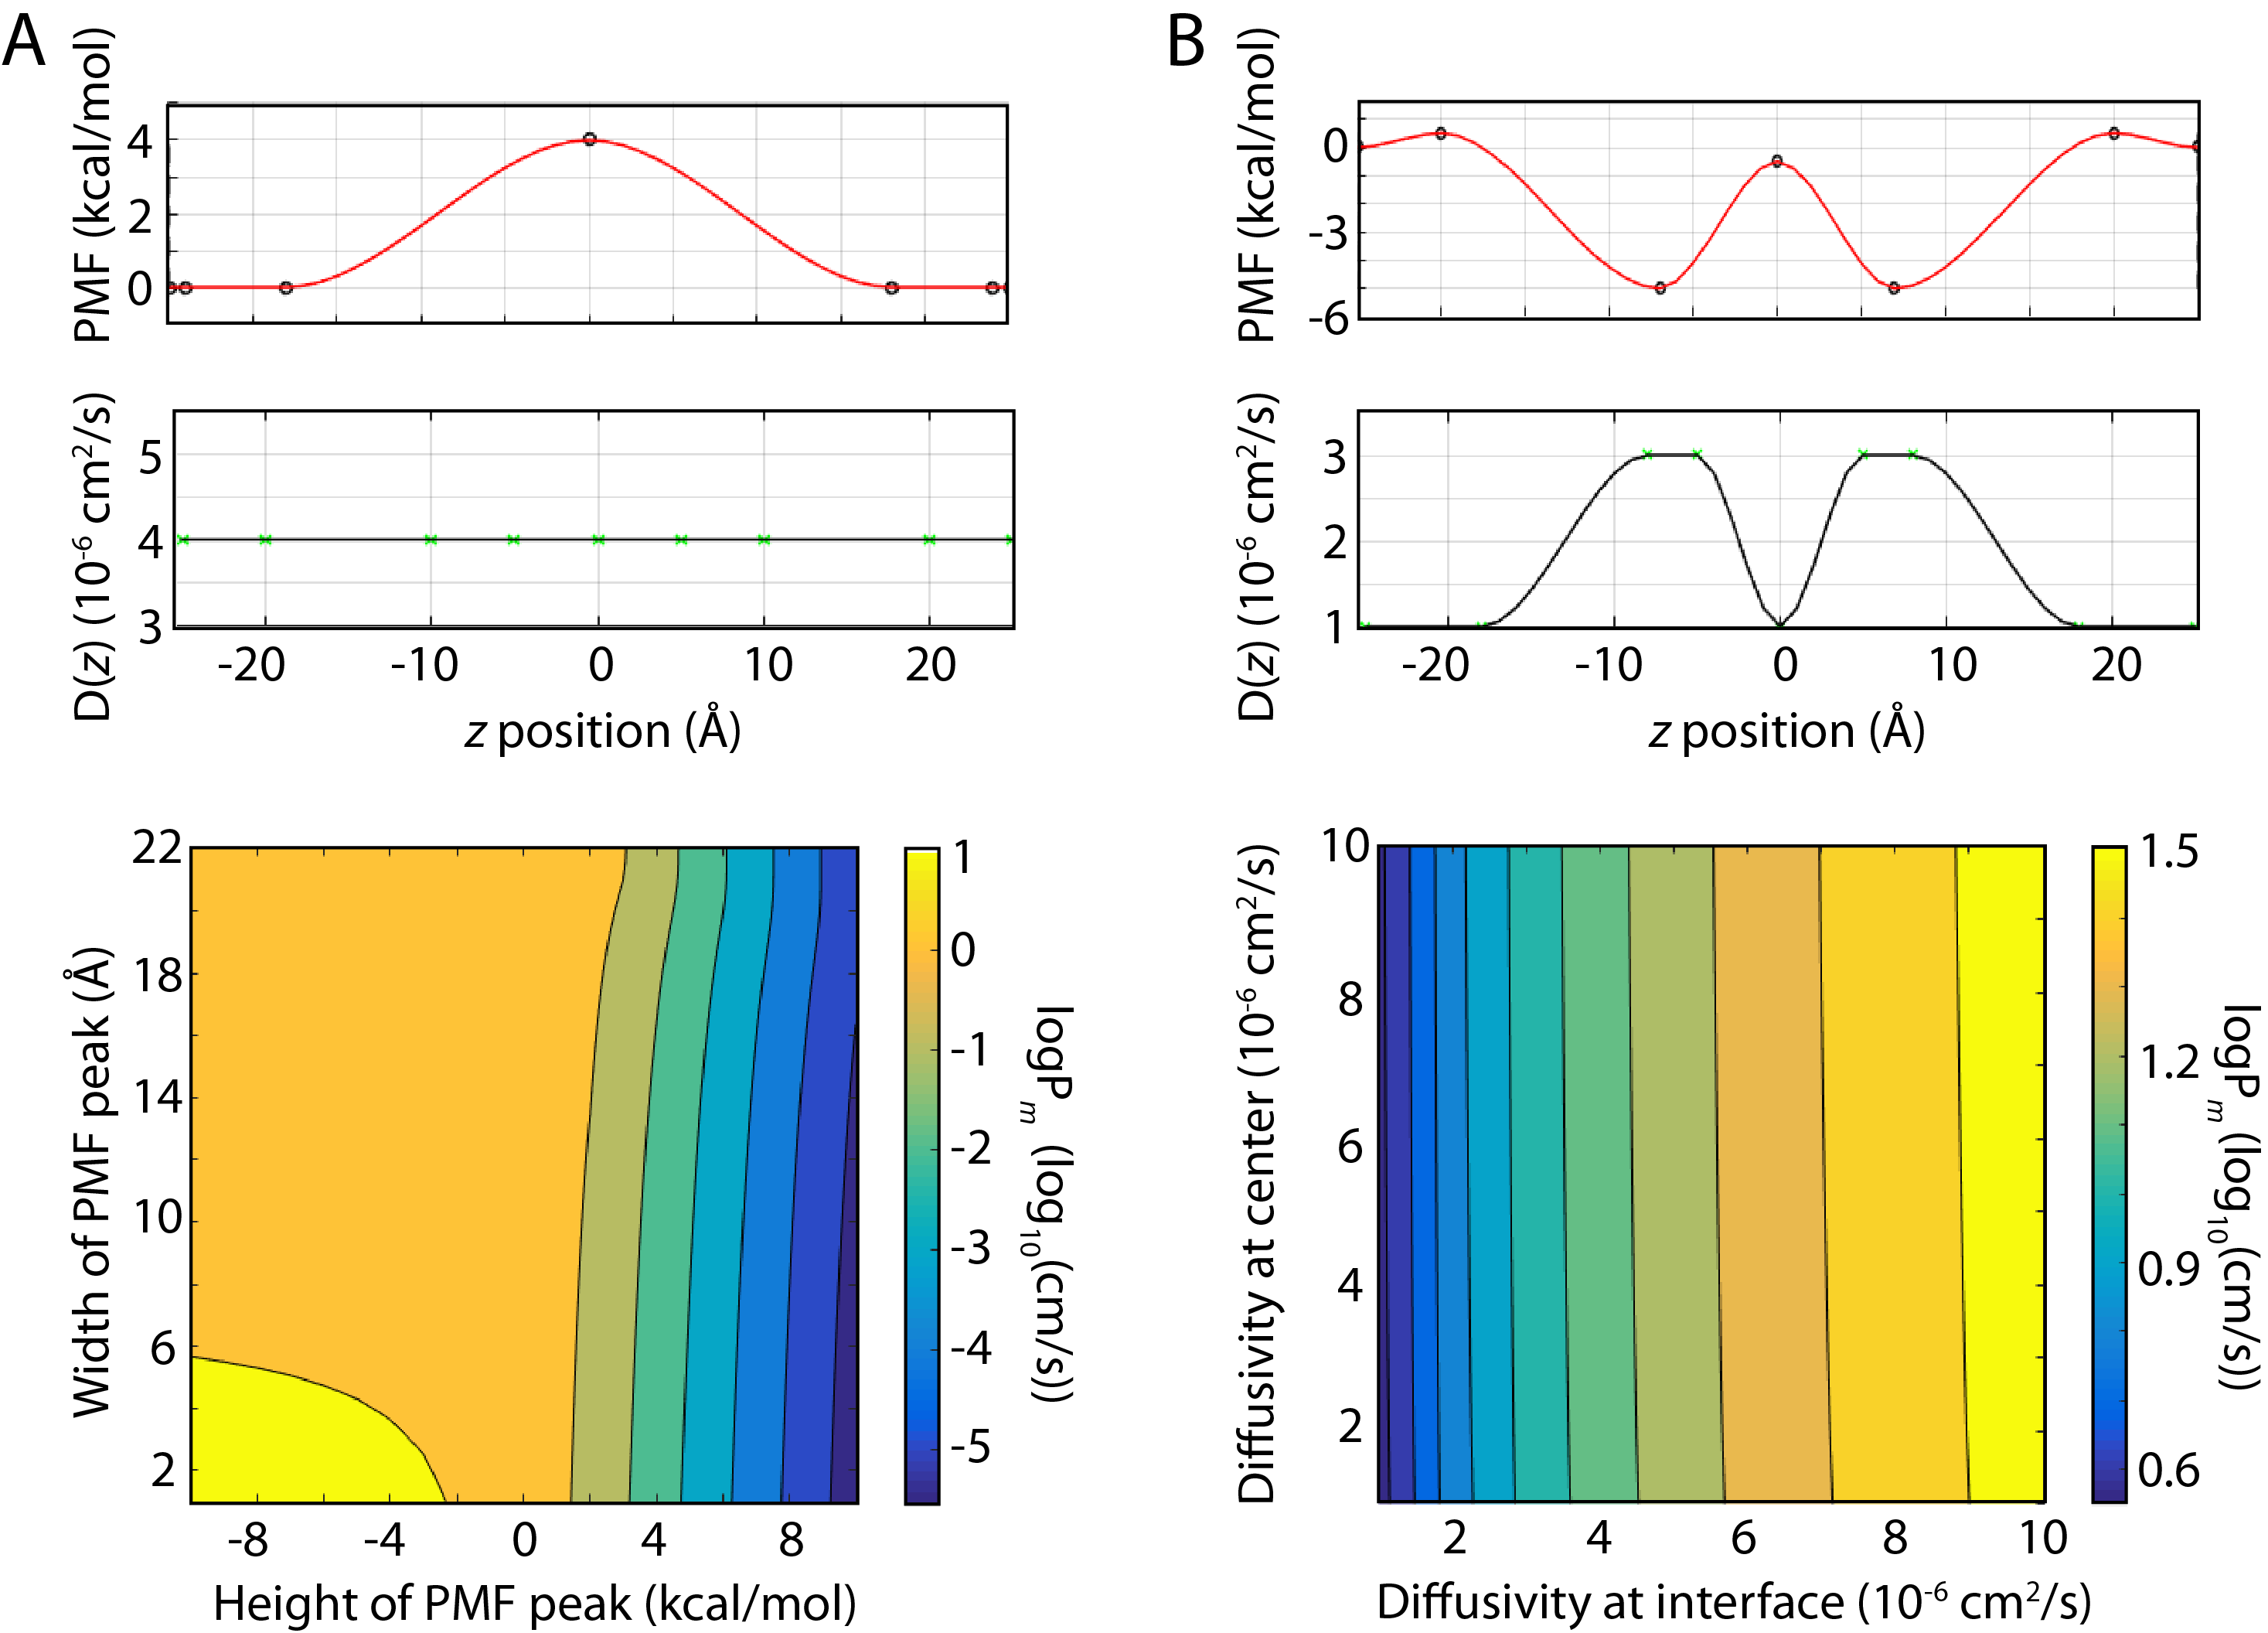 A
PMF (kcal/mol)
4
2
0
D(z) (10-6 cm2/s)
5
4
3
-20 -10 0 10 20
z position (Å)
Width of PMF peak (Å)
22
18
14
10
6
2
-8 -4 0 4 8
Height of PMF peak (kcal/mol)
1
0
-1
-2
-3
-4
-5
logPm (log10(cm/s))
B
PMF (kcal/mol)
0
-3
-6
D(z) (10-6 cm2/s)
3
2
1
-20 -10 0 10 20
z position (Å)
Diffusivity at center (10-6 cm2/s)
10
8
6
4
2
2 4 6 8 10
Diffusivity at interface (10-6 cm2/s)
1.5
1.2
0.9
0.6
logPm (log10(cm/s))